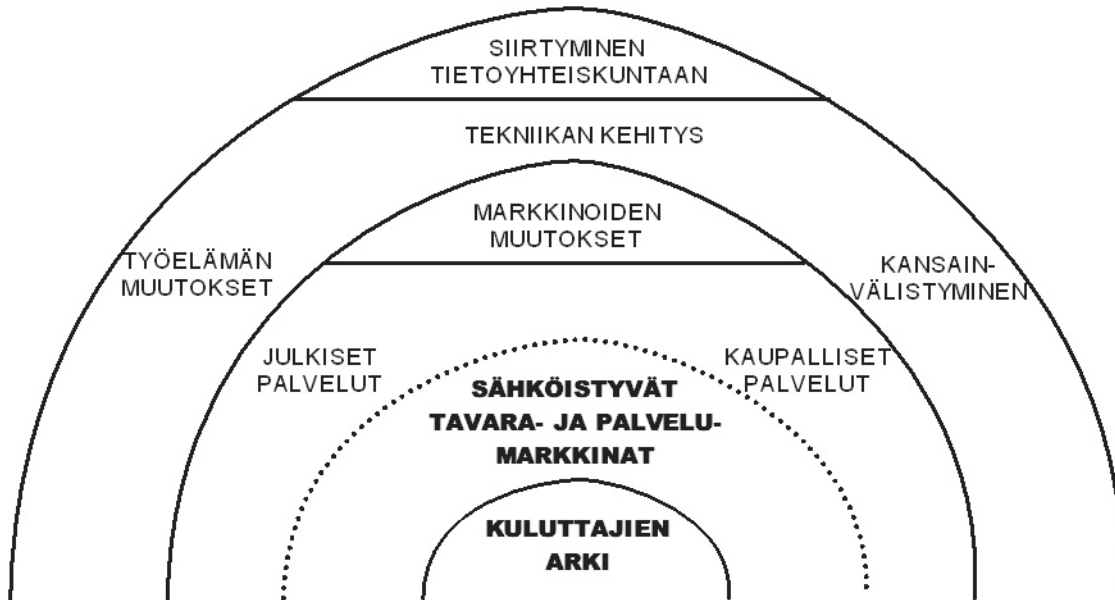 SIIRTYMINEN
TIETOYHTEISKUNTAAN
TEKNIIKAN KEHITYS
MARKKINOIDEN
MUUTOKSET
TYÖELÄMÄN
MUUTOKSET
KANSAIN-
VÄLISTYMINEN
JULKISET
PALVELUT
KAUPALLISET
PALVELUT
SÄHKÖISTYVÄT
TAVARA- JA PALVELU-
MARKKINAT
KULUTTAJIEN
ARKI